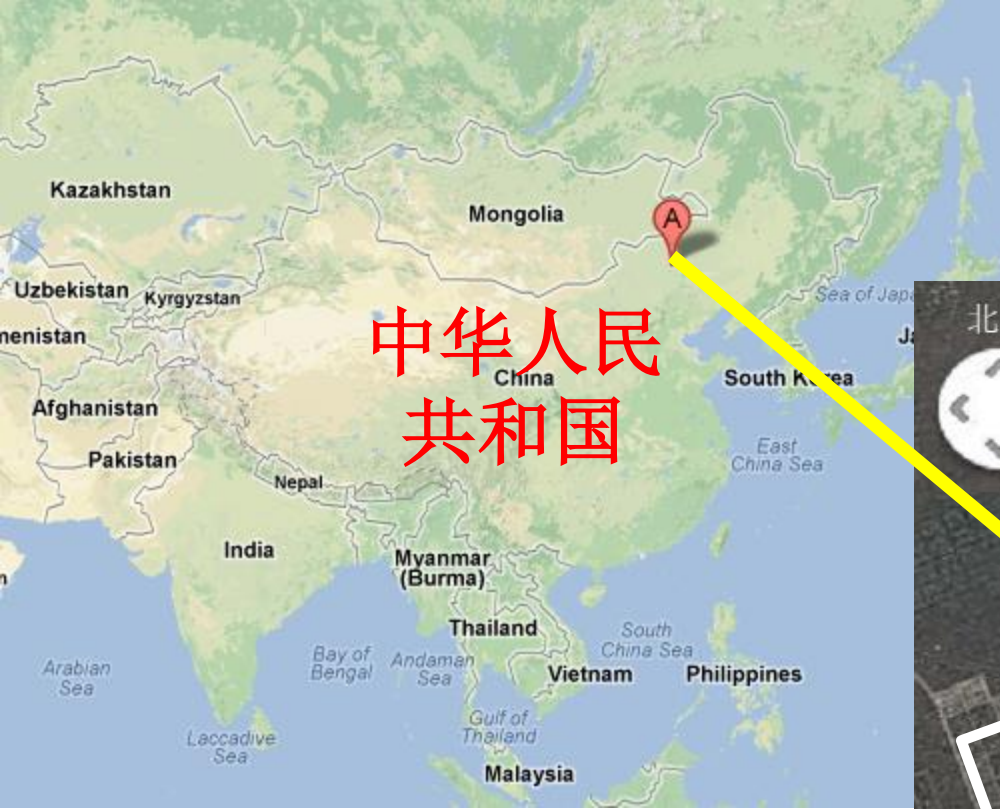 Kazakhstan
Mongolia
A
Uzbekistan
Kyrgyzstan
Sea of Japa
北
menistan
Ja
中华人民
China
South Korea
Afghanistan
共和国
East
China Sea
Pakistan
Nepal
India
Myanmar
(Burma)
Thailand
South
China Sea
Bay of
Bengal
Andaman
Sea
Arabian
Sea
Vietnam
Philippines
Gulf of
Thailand
Laccadive
Sea
Malaysia